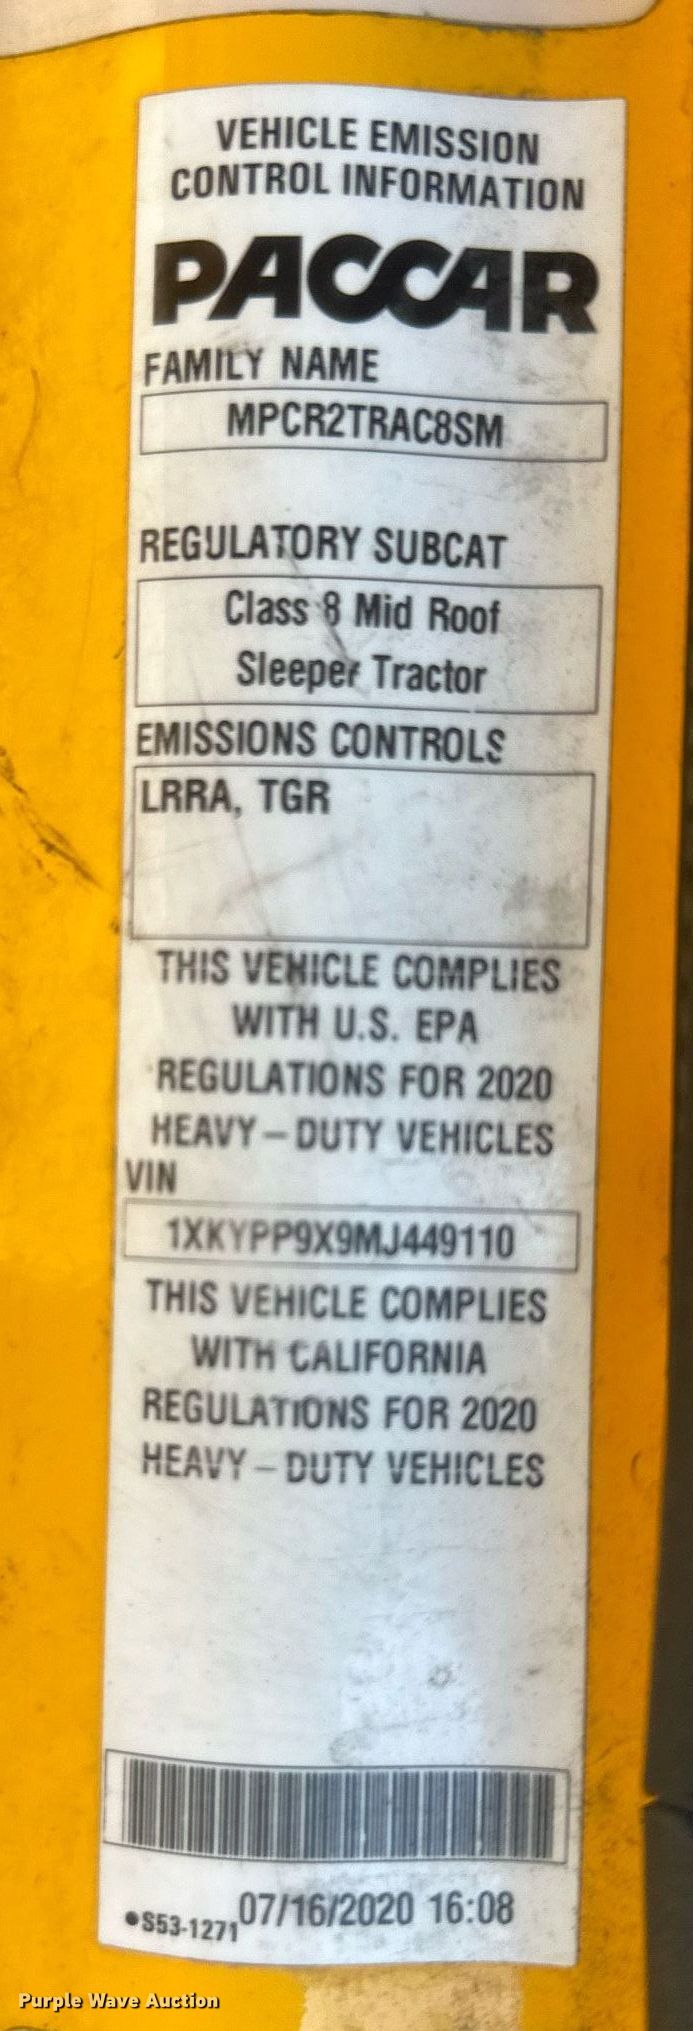 VEHICLE EMISSION
CONTROL INFORMATION
PACCAR
FAMILY NAME
MPCR2TRAC8SM
REGULATORY SUBCAT
Class 8 Mid Roof
Sleeper Tractor
EMISSIONS CONTROLS
LRRA, TGR
THIS VEHICLE COMPLIES
WITH U.S. EPA
REGULATIONS FOR 2020
HEAVY – DUTY VEHICLES
VIN
1XKYPP9X9MJ449110
THIS VEHICLE COMPLIES
WITH CALIFORNIA
REGULATIONS FOR 2020
HEAVY – DUTY VEHICLES
•S53-1271 07/16/2020 16:08
Purple Wave Auction